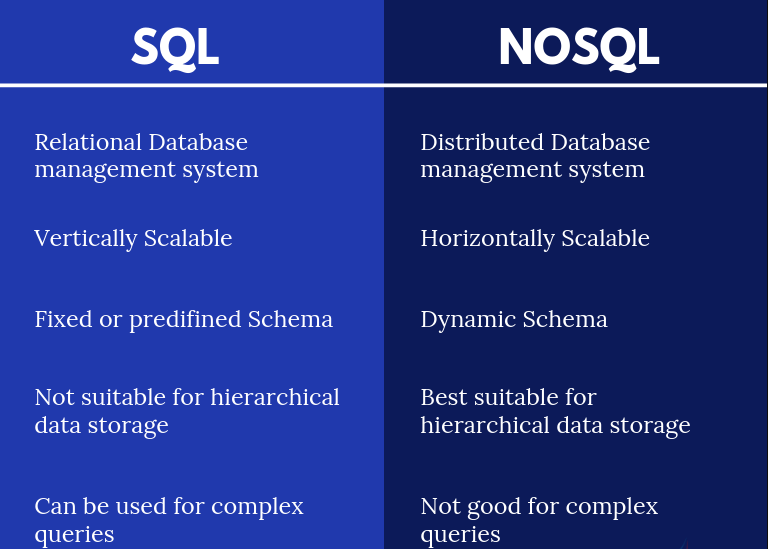 SQL
NOSQL
Relational Database
management system
Distributed Database
management system
Vertically Scalable
Horizontally Scalable
Fixed or predifined Schema
Dynamic Schema
Not suitable for hierarchical
data storage
Best suitable for
hierarchical data storage
Can be used for complex
queries
Not good for complex
queries